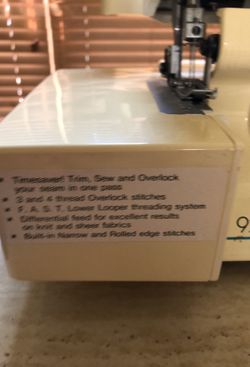 • Timesaver! Trim, Sew and Overlock
your seam in one pass
• 3 and 4 thread Overlock stitches
• F. A. S. T. Lower Looper threading system
• Differential feed for excellent results
on knit and sheer fabrics
• Built-in Narrow and Rolled edge stitches
9